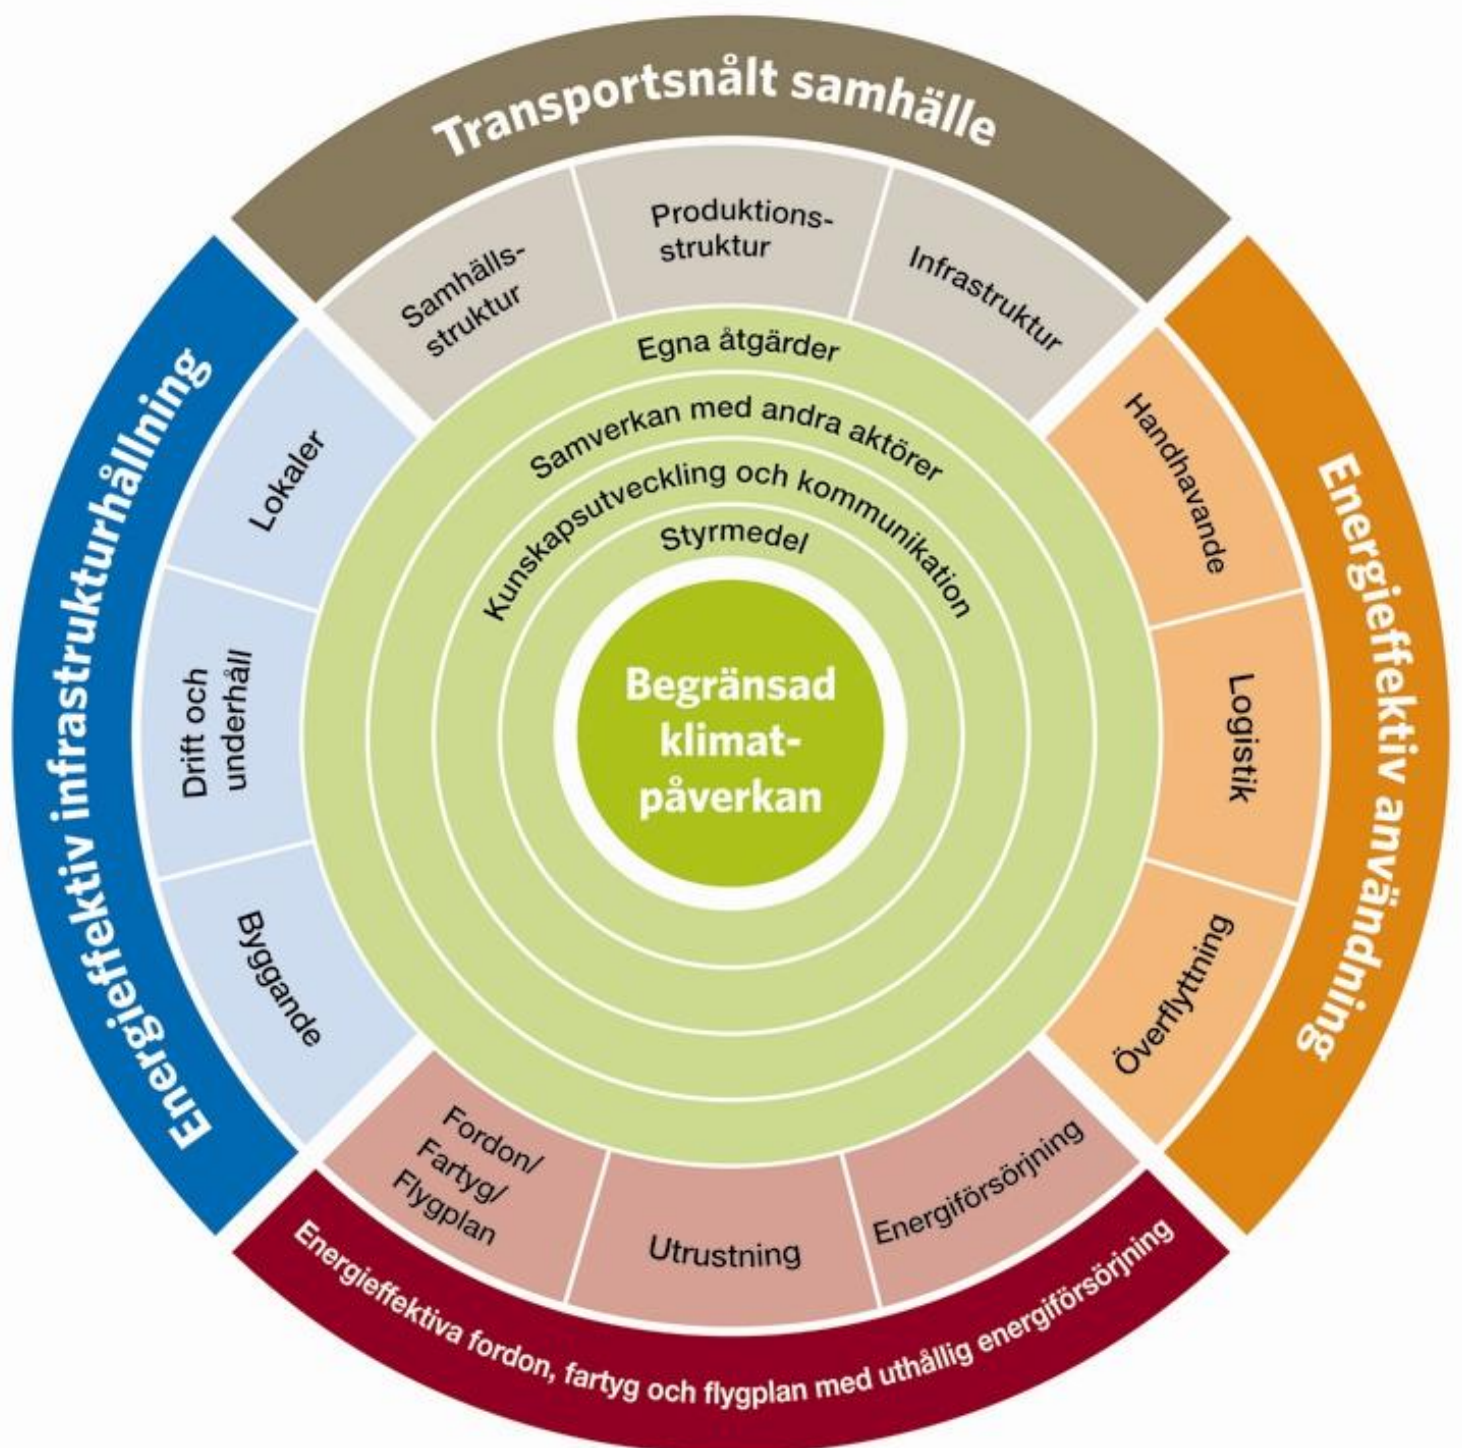 Transportsnålt samhälle
Samhälls-
struktur
Produktions-
struktur
Infrastruktur
Energieffektiv användning
Handhavande
Logistik
Överflyttning
Energieffektiva fordon, fartyg och flygplan med uthållig energiförsörjning
Fordon/
Fartyg/
Flygplan
Utrustning
Energiförsörjning
Energieffektiv infrastrukturhållning
Lokaler
Drift och
underhåll
Byggande
Egna åtgärder
Samverkan med andra aktörer
Kunskapsutveckling och kommunikation
Styrmedel
Begränsad
klimat-
påverkan